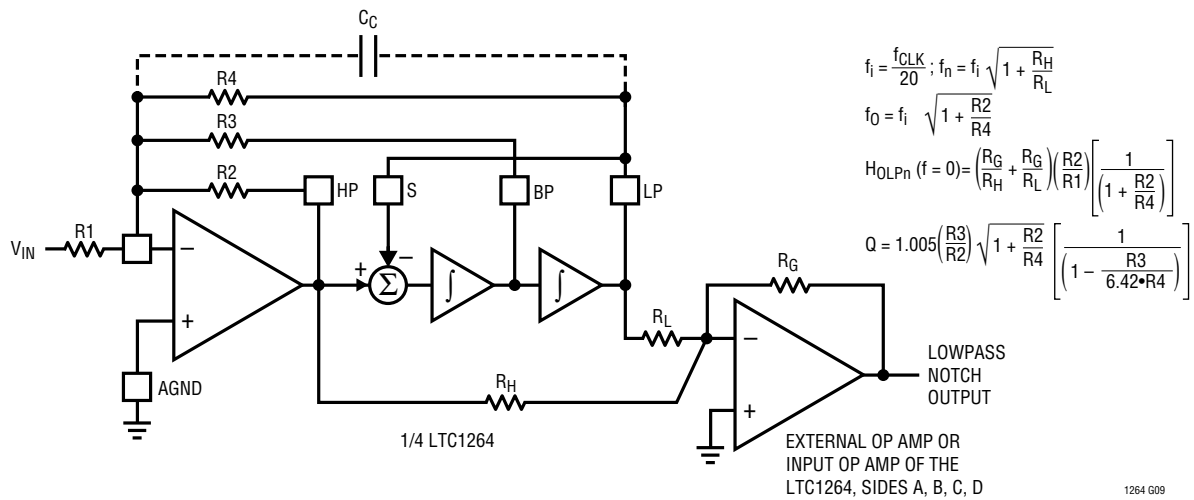 C_C
R4
R3
R2
HP
S
BP
LP
R1
V_IN
−
+
+
−
Σ
∫
∫
AGND
R_L
R_H
R_G
−
+
1/4 LTC1264
LOWPASS
NOTCH
OUTPUT
EXTERNAL OP AMP OR
INPUT OP AMP OF THE
LTC1264, SIDES A, B, C, D
f_i = f_CLK/20 ; f_n = f_i √(1 + R_H/R_L)
f_O = f_i √(1 + R2/R4)
H_OLPn (f = 0) = (R_G/R_H + R_G/R_L)(R2/R1)[1/(1 + R2/R4)]
Q = 1.005(R3/R2) √(1 + R2/R4) [1/(1 − R3/(6.42•R4))]
1264 G09